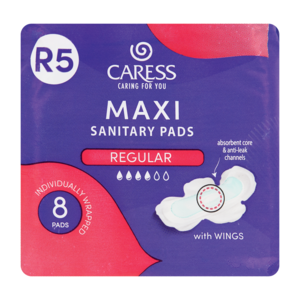 R5
CARESS
CARING FOR YOU
MAXI
SANITARY PADS
REGULAR
absorbent core
& anti-leak
channels
INDIVIDUALLY WRAPPED
8
PADS
with WINGS